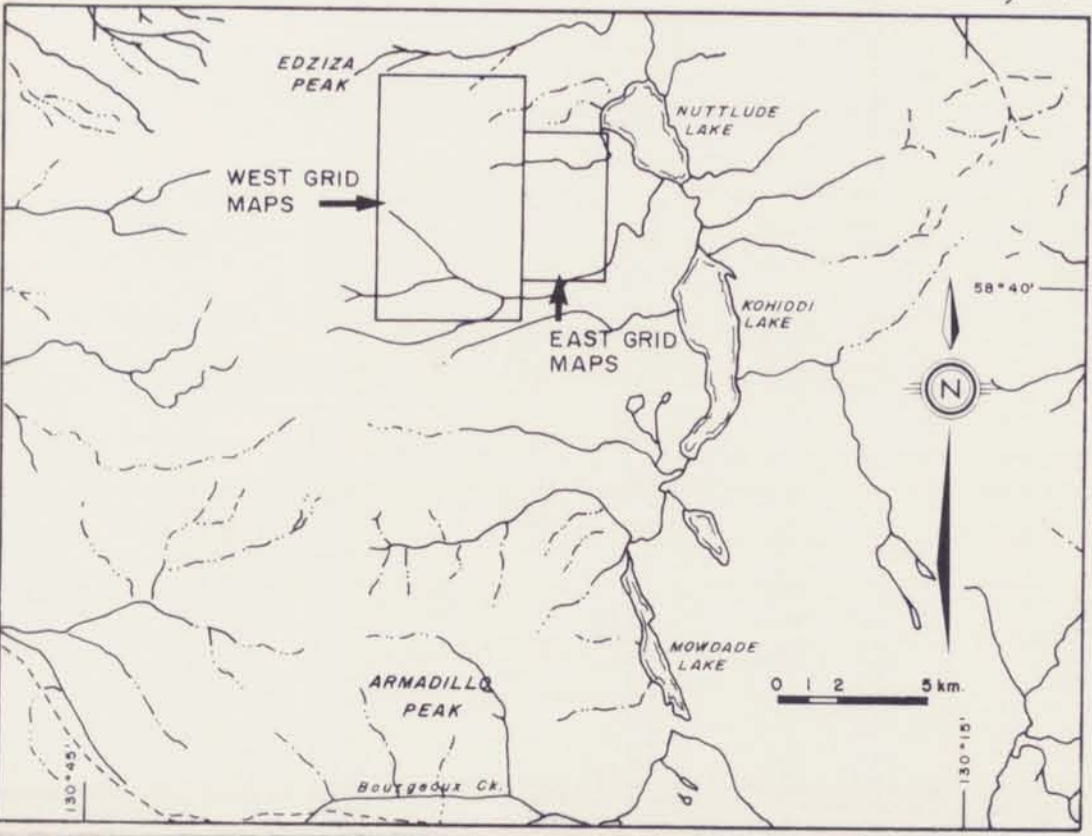 EDZIZA
PEAK
NUTTLUDE
LAKE
WEST GRID
MAPS
58°40'
KOHIDDI
LAKE
EAST GRID
MAPS
N
MOWDADE
LAKE
ARMADILLO
PEAK
0 1 2 5 km.
130°45'
130°15'
Bourgeaux Ck.